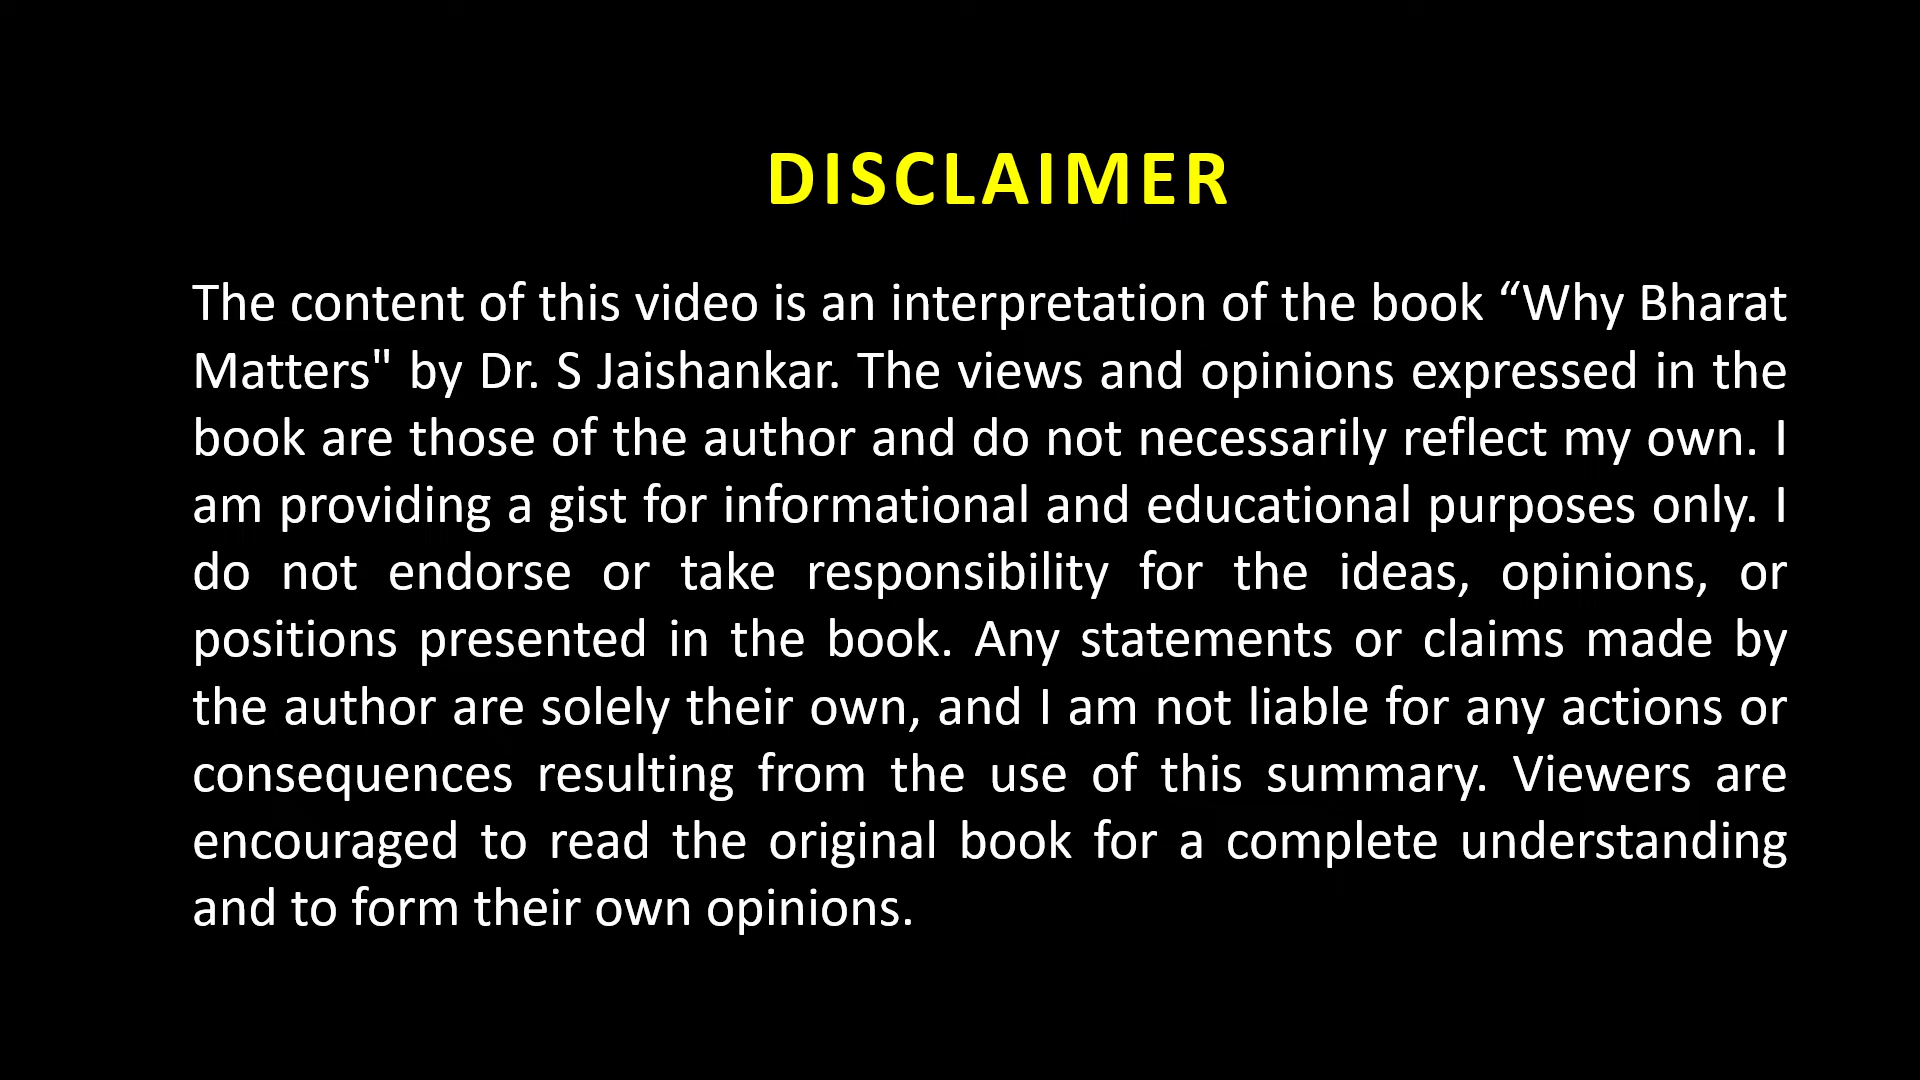 DISCLAIMER
The content of this video is an interpretation of the book “Why Bharat
Matters" by Dr. S Jaishankar. The views and opinions expressed in the
book are those of the author and do not necessarily reflect my own. I
am providing a gist for informational and educational purposes only. I
do not endorse or take responsibility for the ideas, opinions, or
positions presented in the book. Any statements or claims made by
the author are solely their own, and I am not liable for any actions or
consequences resulting from the use of this summary. Viewers are
encouraged to read the original book for a complete understanding
and to form their own opinions.